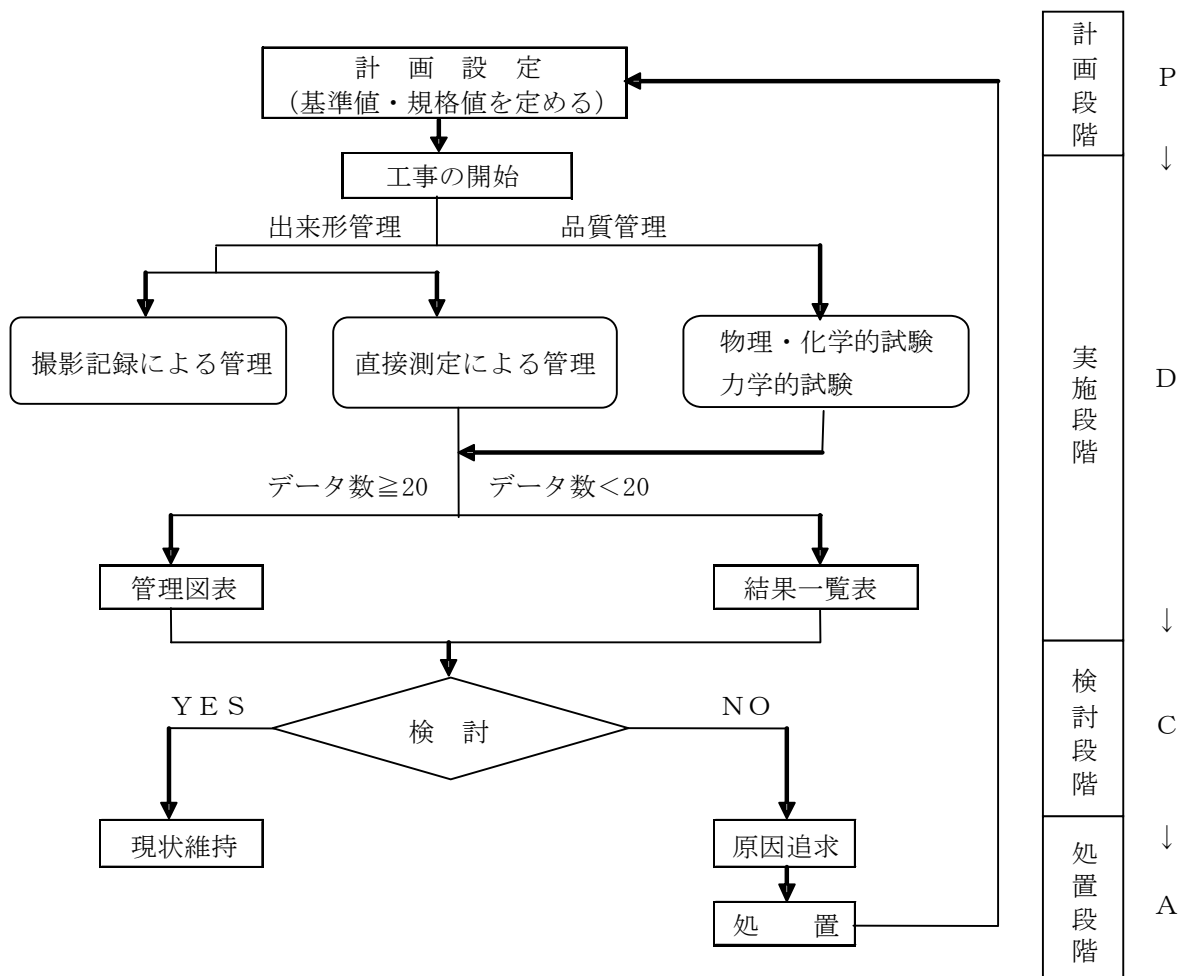 計 画 設 定
(基準値・規格値を定める)
工事の開始
出来形管理
品質管理
撮影記録による管理
直接測定による管理
物理・化学的試験
力学的試験
データ数≧20
データ数＜20
管理図表
結果一覧表
ＹＥＳ
検 討
ＮＯ
現状維持
原因追求
処 置
計画段階
Ｐ
↓
実施段階
Ｄ
↓
検討段階
Ｃ
↓
処置段階
Ａ